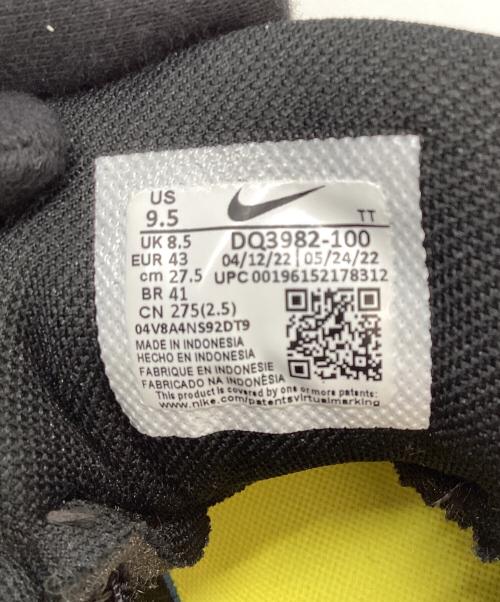 US
9.5
TT
UK 8.5 DQ3982-100
EUR 43 04/12/22 05/24/22
cm 27.5 UPC 00196152178312
BR 41
CN 275(2.5)
04V8A4NS92DT9
MADE IN INDONESIA
HECHO EN INDONESIA
FABRIQUE EN INDONESIE
FABRICADO NA INDONÈSIA
This product is covered by one or more patents:
www.nike.com/patentsvirtualmarking